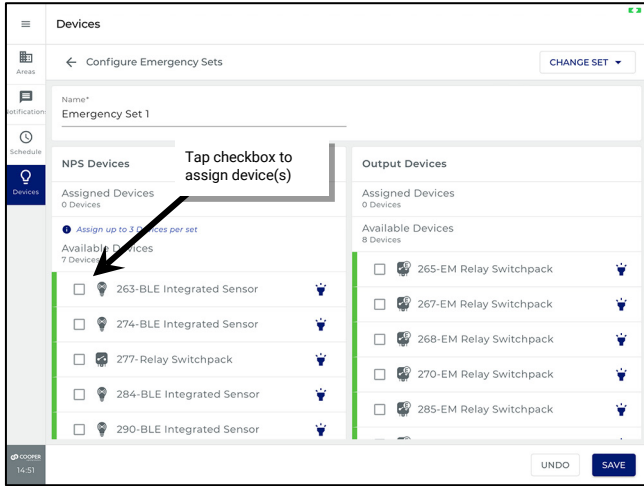 Devices
Areas
Notifications
Schedule
Devices
COOPER
14:51
Configure Emergency Sets
CHANGE SET
Name*
Emergency Set 1
Tap checkbox to
assign device(s)
NPS Devices
Assigned Devices
0 Devices
Assign up to 3 Devices per set
Available Devices
7 Devices
263-BLE Integrated Sensor
274-BLE Integrated Sensor
277-Relay Switchpack
284-BLE Integrated Sensor
290-BLE Integrated Sensor
Output Devices
Assigned Devices
0 Devices
Available Devices
8 Devices
265-EM Relay Switchpack
267-EM Relay Switchpack
268-EM Relay Switchpack
270-EM Relay Switchpack
285-EM Relay Switchpack
UNDO
SAVE